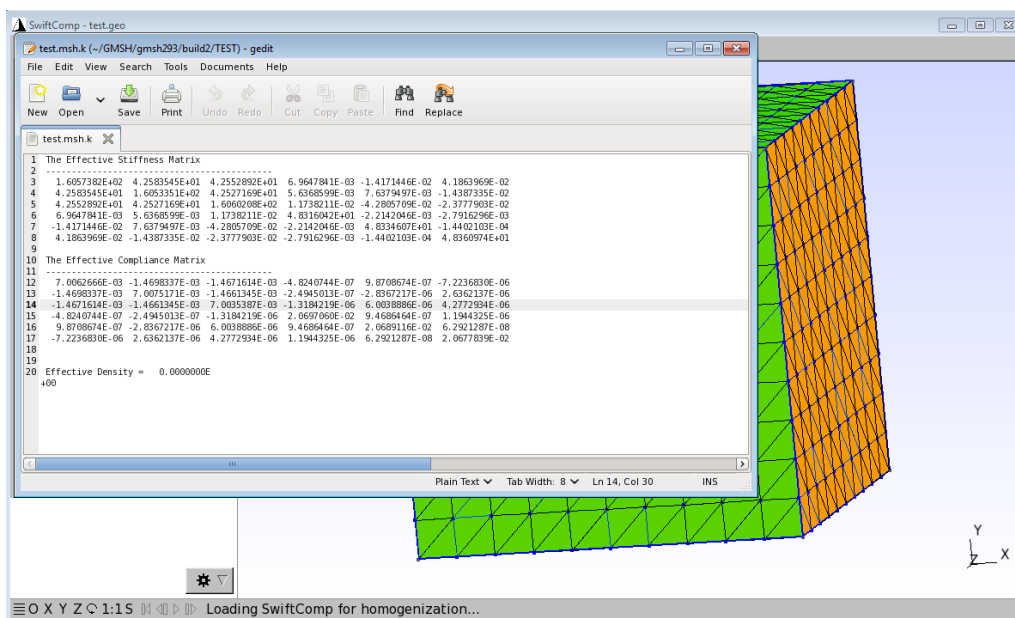 SwiftComp - test.geo
test.msh.k (~/GMSH/gmsh293/build2/TEST) - gedit
File Edit View Search Tools Documents Help
New Open Save Print Undo Redo Cut Copy Paste Find Replace
test.msh.k
1 The Effective Stiffness Matrix
2 -----------------------------------------
3 1.6057382E+02 4.2583545E+01 4.2552892E+01 6.9647841E-03 -1.4171446E-02 4.1863969E-02
4 4.2583545E+01 1.6053351E+02 4.2527169E+01 5.6368599E-03 7.6379497E-03 -1.4387335E-02
5 4.2552892E+01 4.2527169E+01 1.6060208E+02 1.1738211E-02 -4.2805709E-02 -2.3777903E-02
6 6.9647841E-03 5.6368599E-03 1.1738211E-02 4.8316042E+01 -2.2142046E-03 -2.7916296E-03
7 -1.4171446E-02 7.6379497E-03 -4.2805709E-02 -2.2142046E-03 4.8334607E+01 -1.4402103E-04
8 4.1863969E-02 -1.4387335E-02 -2.3777903E-02 -2.7916296E-03 -1.4402103E-04 4.8360974E+01
9
10 The Effective Compliance Matrix
11 -----------------------------------------
12 7.0062666E-03 -1.4698337E-03 -1.4671614E-03 -4.8240744E-07 9.8708674E-07 -7.2236830E-06
13 -1.4698337E-03 7.0075171E-03 -1.4661345E-03 -2.4945013E-07 -2.8367217E-06 2.6362137E-06
14 -1.4671614E-03 -1.4661345E-03 7.0035387E-03 -1.3184219E-06 6.0038886E-06 4.2772934E-06
15 -4.8240744E-07 -2.4945013E-07 -1.3184219E-06 2.0697060E-02 9.4686464E-07 1.1944325E-06
16 9.8708674E-07 -2.8367217E-06 6.0038886E-06 9.4686464E-07 2.0689116E-02 6.2921287E-08
17 -7.2236830E-06 2.6362137E-06 4.2772934E-06 1.1944325E-06 6.2921287E-08 2.0677839E-02
18
19
20 Effective Density = 0.0000000E
+00
Plain Text Tab Width: 8 Ln 14, Col 30 INS
Y
Z X
O X Y Z 1:1 S Loading SwiftComp for homogenization...